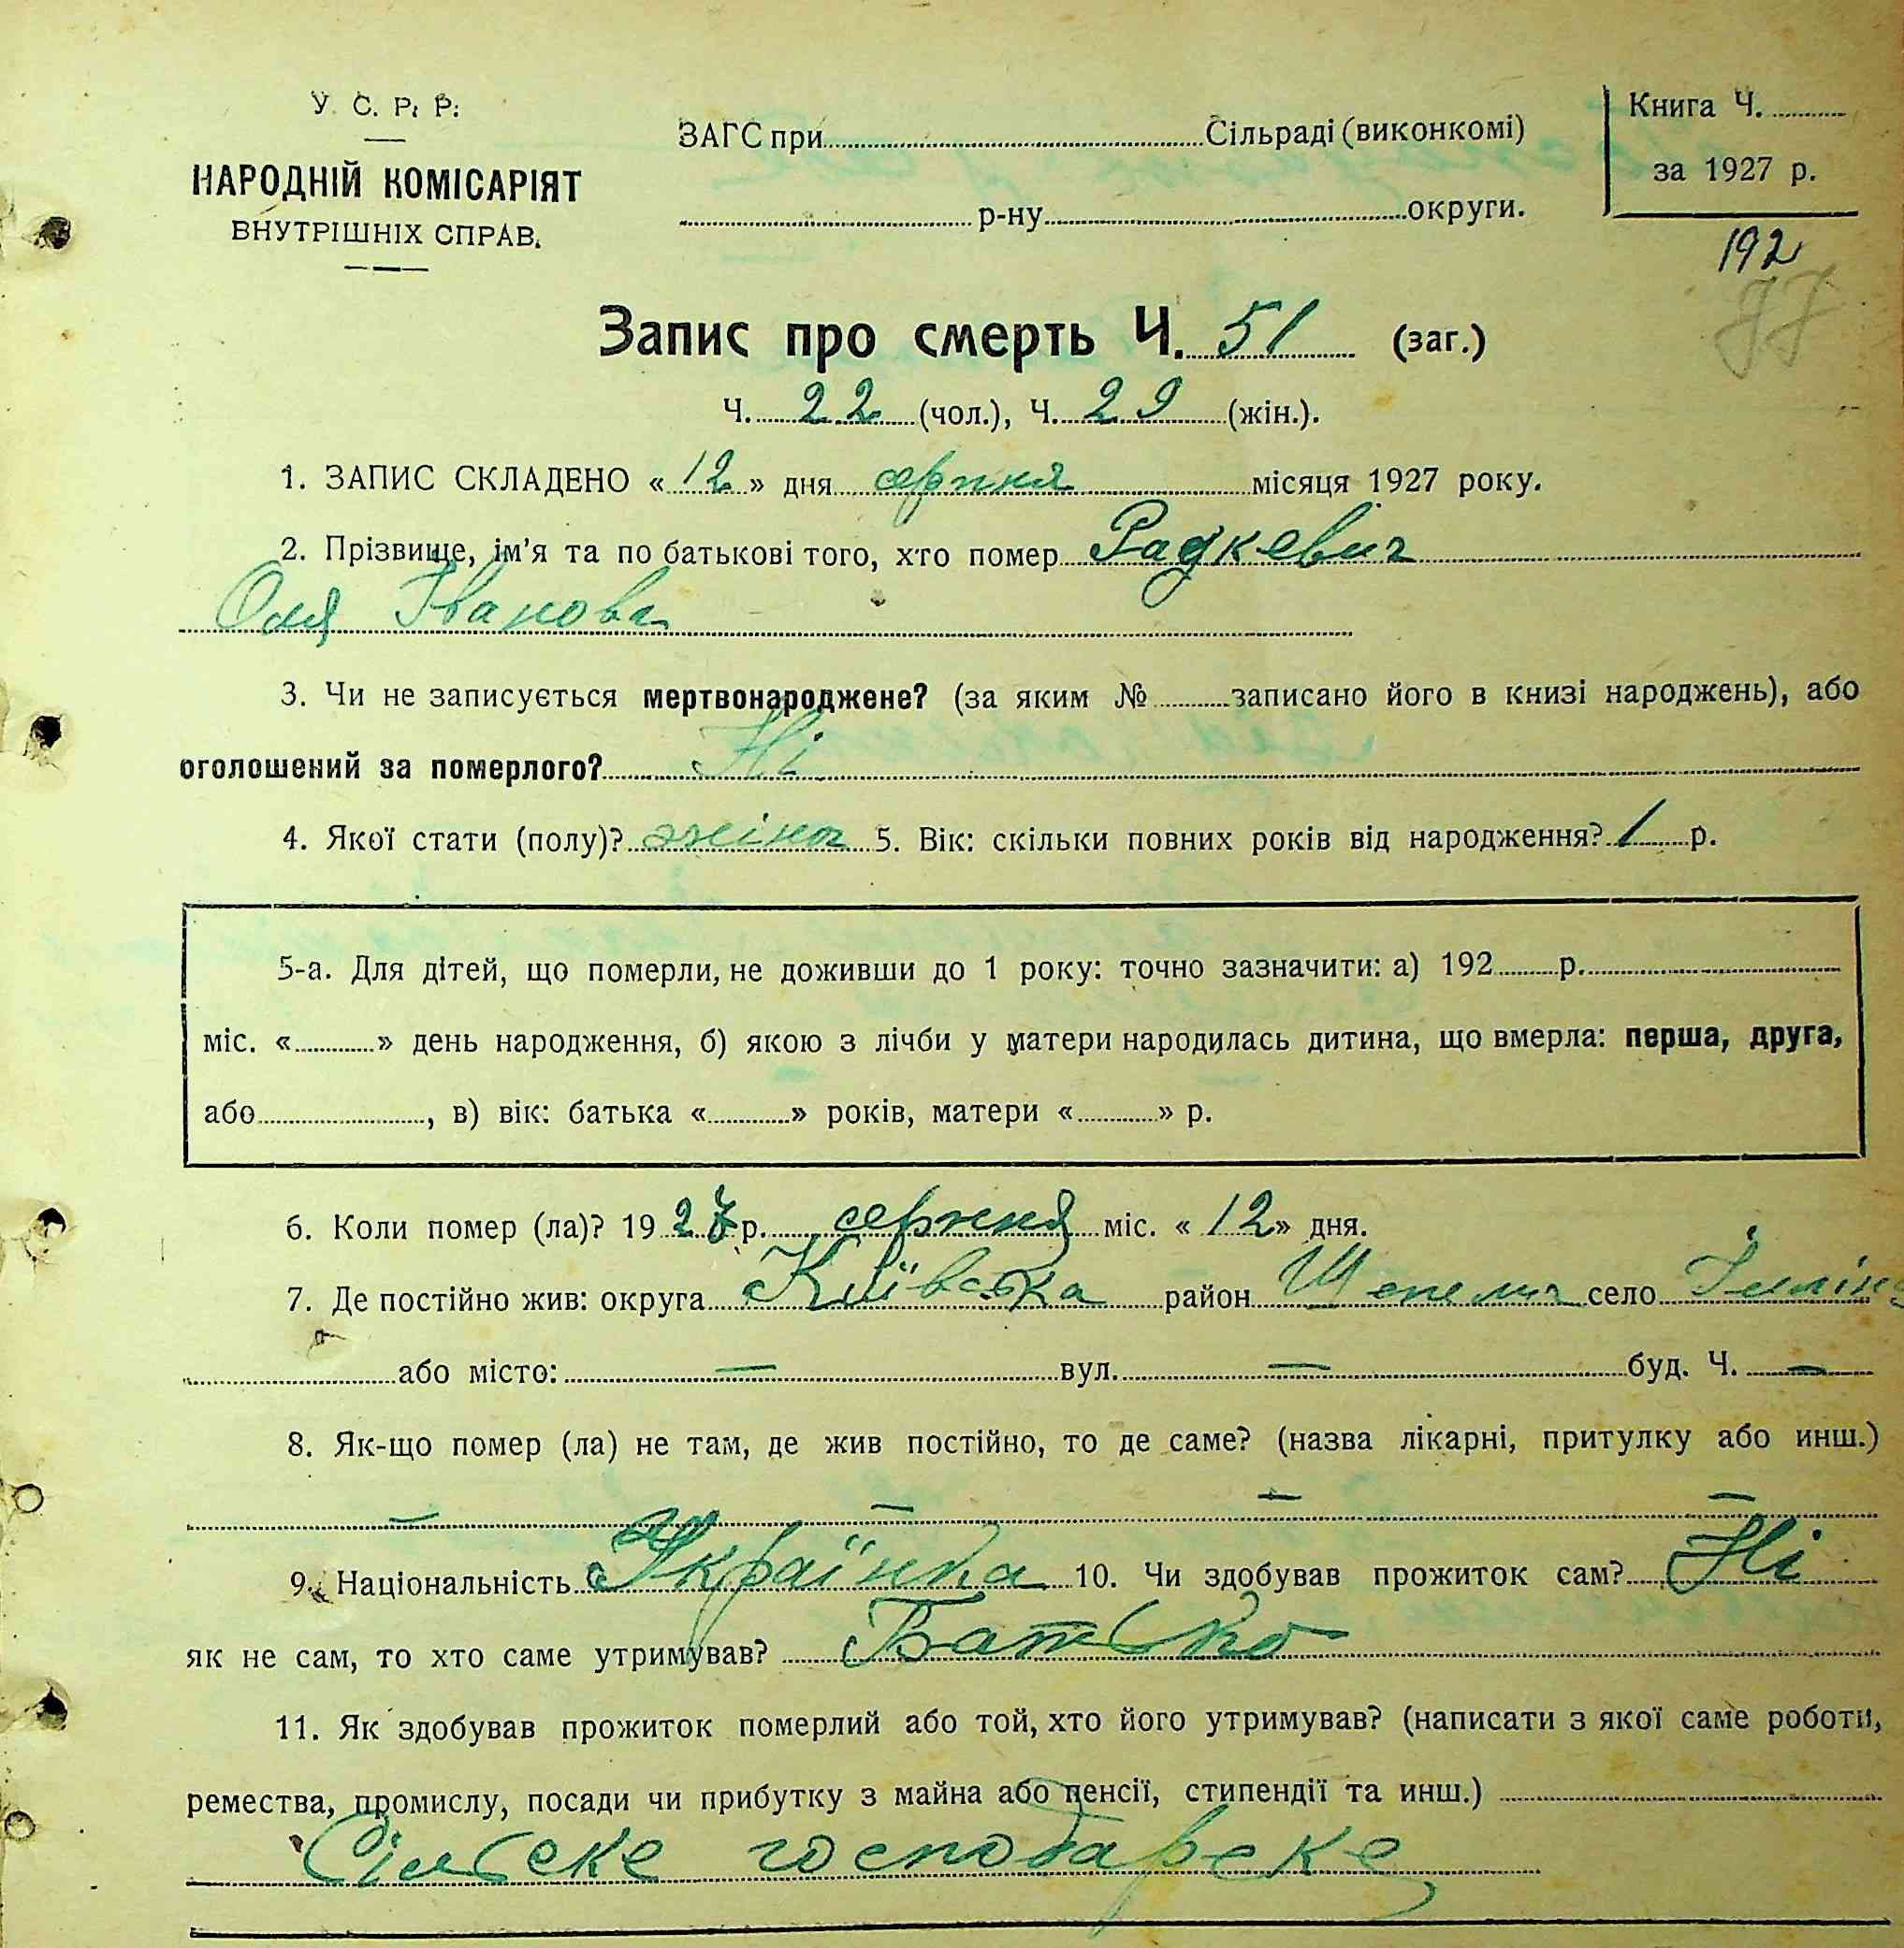 У. С. Р. Р.
НАРОДНІЙ КОМІСАРІЯТ
ВНУТРІШНІХ СПРАВ.
ЗАГС при Сільраді (виконкомі)
р-ну округи.
Книга Ч.
за 1927 р.
192
Запис про смерть Ч. 51 (заг.)
Ч. 22 (чол.), Ч. 29 (жін.).
1. ЗАПИС СКЛАДЕНО «12» дня серпня місяця 1927 року.
2. Прізвище, ім'я та по батькові того, хто помер Радкевич
Оля Іванова
3. Чи не записується мертвонароджене? (за яким № записано його в книзі народжень), або
оголошений за померлого? Ні
4. Якої стати (полу)? жіноч 5. Вік: скільки повних років від народження? 1 р.
5-а. Для дітей, що померли, не доживши до 1 року: точно зазначити: а) 192 р.
міс. « » день народження, б) якою з лічби у матери народилась дитина, що вмерла: перша, друга,
або , в) вік: батька « » років, матери « » р.
6. Коли помер (ла)? 1927 р. серпня міс. «12» дня.
7. Де постійно жив: округа Київська район село
або місто: — вул. — буд. Ч. —
8. Як-що помер (ла) не там, де жив постійно, то де саме? (назва лікарні, притулку або инш.)
— — — —
9. Національність Українка 10. Чи здобував прожиток сам? Ні
як не сам, то хто саме утримував? Батько
11. Як здобував прожиток померлий або той, хто його утримував? (написати з якої саме роботи,
ремества, промислу, посади чи прибутку з майна або пенсії, стипендії та инш.)
Сільске господарске